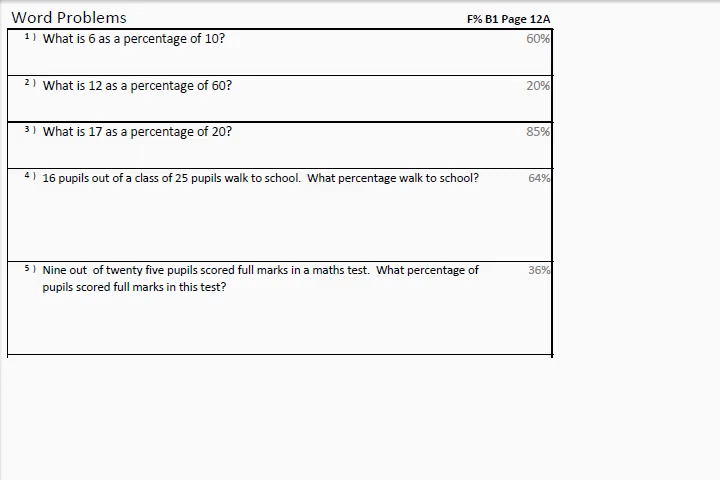 Word Problems F% B1 Page 12A
1) What is 6 as a percentage of 10? 60%
2) What is 12 as a percentage of 60? 20%
3) What is 17 as a percentage of 20? 85%
4) 16 pupils out of a class of 25 pupils walk to school. What percentage walk to school? 64%
5) Nine out of twenty five pupils scored full marks in a maths test. What percentage of 36%
pupils scored full marks in this test?